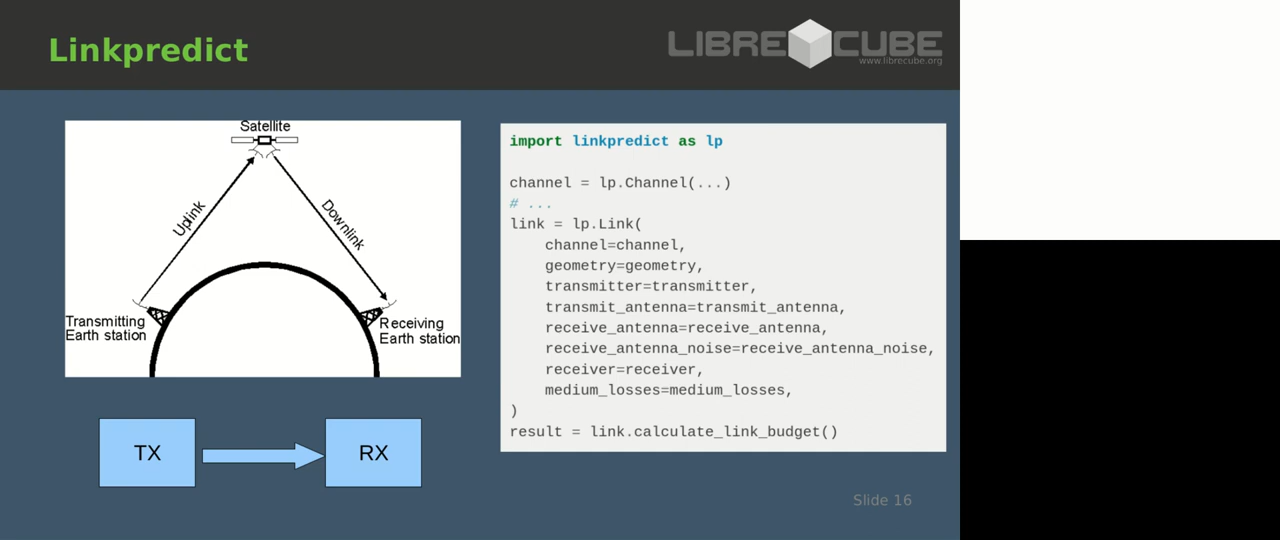 Linkpredict
LIBRE CUBE
www.librecube.org
Satellite
Uplink
Downlink
Transmitting
Earth station
Receiving
Earth station
TX
RX
import linkpredict as lp
channel = lp.Channel(...)
# ...
link = lp.Link(
    channel=channel,
    geometry=geometry,
    transmitter=transmitter,
    transmit_antenna=transmit_antenna,
    receive_antenna=receive_antenna,
    receive_antenna_noise=receive_antenna_noise,
    receiver=receiver,
    medium_losses=medium_losses,
)
result = link.calculate_link_budget()
Slide 16